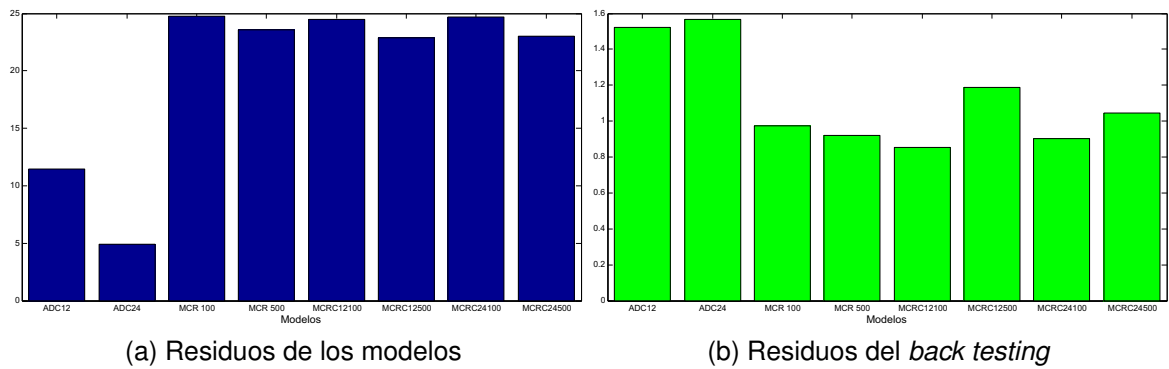 25
20
15
10
5
0
ADC12 ADC24 MCR 100 MCR 500 MCRC12100 MCRC12500 MCRC24100 MCRC24500
Modelos
(a) Residuos de los modelos
1.6
1.4
1.2
1
0.8
0.6
0.4
0.2
0
ADC12 ADC24 MCR 100 MCR 500 MCRC12100 MCRC12500 MCRC24100 MCRC24500
Modelos
(b) Residuos del back testing